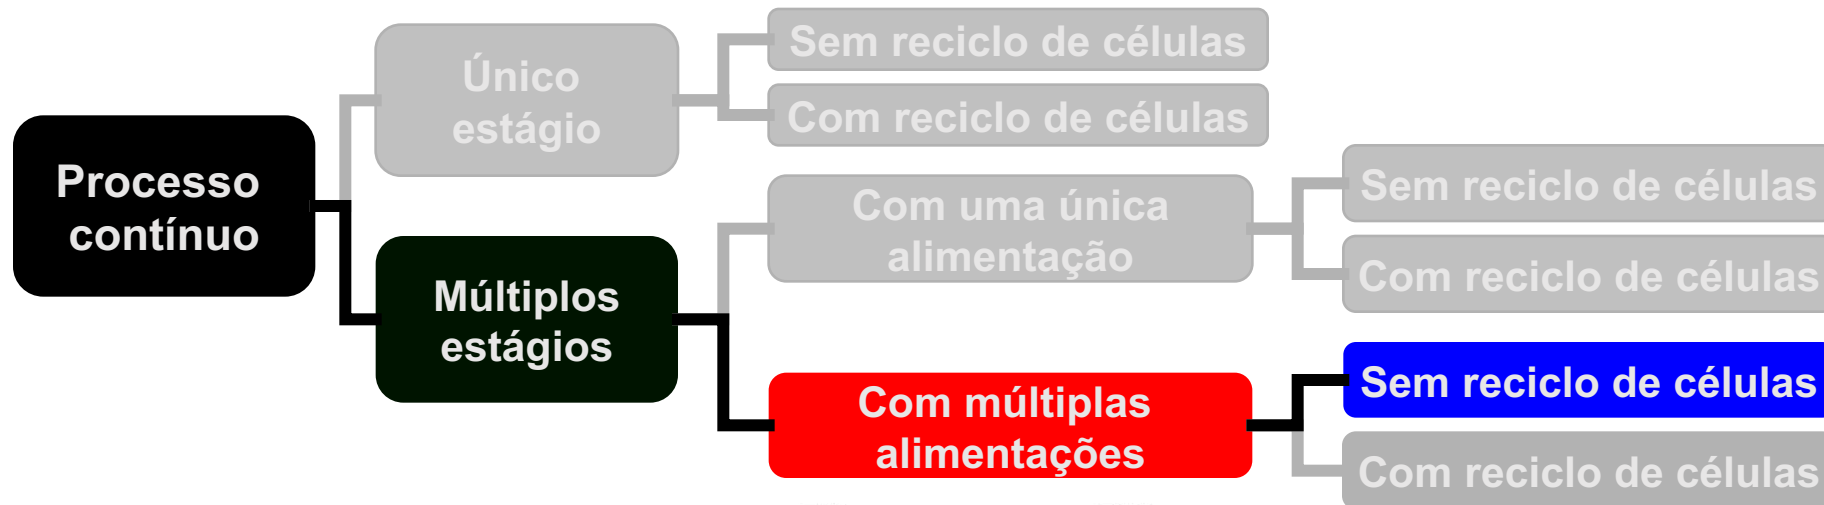 Processo
contínuo
Único
estágio
Sem reciclo de células
Com reciclo de células
Múltiplos
estágios
Com uma única
alimentação
Sem reciclo de células
Com reciclo de células
Com múltiplas
alimentações
Sem reciclo de células
Com reciclo de células